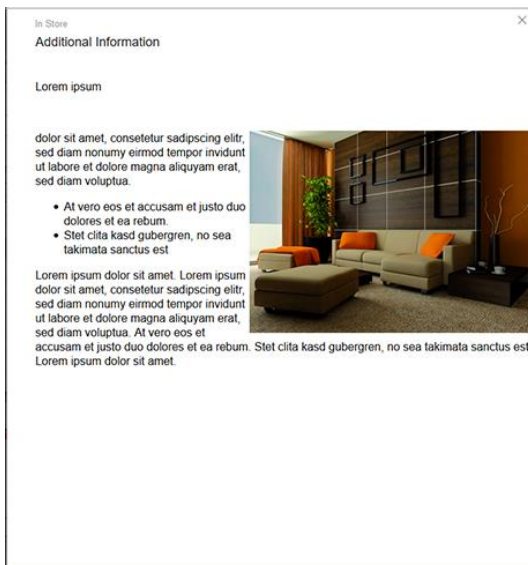 In Store
Additional Information
Lorem ipsum
dolor sit amet, consetetur sadipscing elitr,
sed diam nonumy eirmod tempor invidunt
ut labore et dolore magna aliquyam erat,
sed diam voluptua.
• At vero eos et accusam et justo duo
dolores et ea rebum.
• Stet clita kasd gubergren, no sea
takimata sanctus est
Lorem ipsum dolor sit amet. Lorem ipsum
dolor sit amet, consetetur sadipscing elitr,
sed diam nonumy eirmod tempor invidunt
ut labore et dolore magna aliquyam erat,
sed diam voluptua. At vero eos et
accusam et justo duo dolores et ea rebum. Stet clita kasd gubergren, no sea takimata sanctus est
Lorem ipsum dolor sit amet.